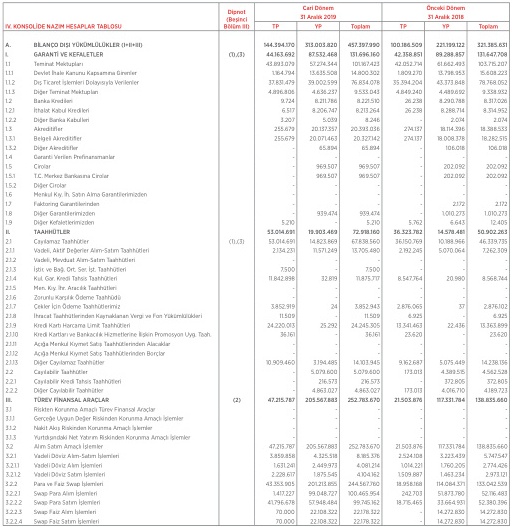 Dipnot Cari Dönem Önceki Dönem
(Beşinci 31 Aralık 2019 31 Aralık 2018
IV. KONSOLİDE NAZIM HESAPLAR TABLOSU Bölüm III) TP YP Toplam TP YP Toplam
A. BİLANÇO DIŞI YÜKÜMLÜLÜKLER (I+II+III) 144.394.170 313.003.820 457.397.990 100.186.509 221.199.122 321.385.631
I. GARANTİ VE KEFALETLER (1),(3) 44.163.692 87.532.468 131.696.160 42.358.851 89.288.857 131.647.708
1.1 Teminat Mektupları 43.893.079 57.274.344 101.167.423 42.052.714 61.662.493 103.715.207
1.1.1 Devlet İhale Kanunu Kapsamına Girenler 1.164.794 13.635.508 14.800.302 1.809.270 13.798.953 15.608.223
1.1.2 Dış Ticaret İşlemleri Dolayısıyla Verilenler 37.831.479 39.002.599 76.834.078 35.394.204 43.373.848 78.768.052
1.1.3 Diğer Teminat Mektupları 4.896.806 4.636.237 9.533.043 4.849.240 4.489.692 9.338.932
1.2 Banka Kredileri 9.724 8.211.786 8.221.510 26.238 8.290.788 8.317.026
1.2.1 İthalat Kabul Kredileri 6.517 8.206.747 8.213.264 26.238 8.288.714 8.314.952
1.2.2 Diğer Banka Kabulleri 3.207 5.039 8.246 - 2.074 2.074
1.3 Akreditifler 255.679 20.137.357 20.393.036 274.137 18.114.396 18.388.533
1.3.1 Belgeli Akreditifler 255.679 20.071.463 20.327.142 274.137 18.008.378 18.282.515
1.3.2 Diğer Akreditifler - 65.894 65.894 - 106.018 106.018
1.4 Garanti Verilen Prefinansmanlar - - - - - -
1.5 Cirolar - 969.507 969.507 - 202.092 202.092
1.5.1 T.C. Merkez Bankasına Cirolar - 969.507 969.507 - 202.092 202.092
1.5.2 Diğer Cirolar - - - - - -
1.6 Menkul Kıy. İh. Satın Alma Garantilerimizden - - - - - -
1.7 Faktoring Garantilerinden - - - - 2.172 2.172
1.8 Diğer Garantilerimizden - 939.474 939.474 - 1.010.273 1.010.273
1.9 Diğer Kefaletlerimizden 5.210 - 5.210 5.762 6.643 12.405
II. TAAHHÜTLER 53.014.691 19.903.469 72.918.160 36.323.782 14.578.481 50.902.263
2.1 Cayılamaz Taahhütler (1),(3) 53.014.691 14.823.869 67.838.560 36.150.769 10.188.966 46.339.735
2.1.1 Vadeli, Aktif Değerler Alım-Satım Taahhütleri 2.134.231 11.571.249 13.705.480 2.192.245 5.070.064 7.262.309
2.1.2 Vadeli, Mevduat Alım-Satım Taahhütleri - - - - - -
2.1.3 İştir. ve Bağ. Ort. Ser. İşt. Taahhütleri 7.500 - 7.500 - - -
2.1.4 Kul. Gar. Kredi Tahsis Taahhütleri 11.842.898 32.819 11.875.717 8.547.764 20.980 8.568.744
2.1.5 Men. Kıy. İhr. Aracılık Taahhütleri - - - - - -
2.1.6 Zorunlu Karşılık Ödeme Taahhüdü - - - - - -
2.1.7 Çekler İçin Ödeme Taahhütlerimiz 3.852.919 24 3.852.943 2.876.065 37 2.876.102
2.1.8 İhracat Taahhütlerinden Kaynaklanan Vergi ve Fon Yükümlülükleri 11.509 - 11.509 6.925 - 6.925
2.1.9 Kredi Kartı Harcama Limit Taahhütleri 24.220.013 25.292 24.245.305 13.341.463 22.436 13.363.899
2.1.10 Kredi Kartları ve Bankacılık Hizmetlerine İlişkin Promosyon Uyg. Taah. 36.161 - 36.161 23.620 - 23.620
2.1.11 Açığa Menkul Kıymet Satış Taahhütlerinden Alacaklar - - - - - -
2.1.12 Açığa Menkul Kıymet Satış Taahhütlerinden Borçlar - - - - - -
2.1.13 Diğer Cayılamaz Taahhütler 10.909.460 3.194.485 14.103.945 9.162.687 5.075.449 14.238.136
2.2 Cayılabilir Taahhütler - 5.079.600 5.079.600 173.013 4.389.515 4.562.528
2.2.1 Cayılabilir Kredi Tahsis Taahhütleri - 216.573 216.573 - 372.805 372.805
2.2.2 Diğer Cayılabilir Taahhütler - 4.863.027 4.863.027 173.013 4.016.710 4.189.723
III. TÜREV FİNANSAL ARAÇLAR (2) 47.215.787 205.567.883 252.783.670 21.503.876 117.331.784 138.835.660
3.1 Riskten Korunma Amaçlı Türev Finansal Araçlar - - - - - -
3.1.1 Gerçeğe Uygun Değer Riskinden Korunma Amaçlı İşlemler - - - - - -
3.1.2 Nakit Akış Riskinden Korunma Amaçlı İşlemler - - - - - -
3.1.3 Yurtdışındaki Net Yatırım Riskinden Korunma Amaçlı İşlemler - - - - - -
3.2 Alım Satım Amaçlı İşlemler 47.215.787 205.567.883 252.783.670 21.503.876 117.331.784 138.835.660
3.2.1 Vadeli Döviz Alım-Satım İşlemleri 3.859.858 4.325.518 8.185.376 2.524.108 3.223.439 5.747.547
3.2.1.1 Vadeli Döviz Alım İşlemleri 1.631.241 2.449.973 4.081.214 1.014.221 1.760.205 2.774.426
3.2.1.2 Vadeli Döviz Satım İşlemleri 2.228.617 1.875.545 4.104.162 1.509.887 1.463.234 2.973.121
3.2.2 Para ve Faiz Swap İşlemleri 43.353.905 201.213.855 244.567.760 18.958.168 114.084.371 133.042.539
3.2.2.1 Swap Para Alım İşlemleri 1.417.227 99.048.727 100.465.954 242.703 51.873.780 52.116.483
3.2.2.2 Swap Para Satım İşlemleri 41.796.678 57.948.484 99.745.162 18.715.465 33.664.931 52.380.396
3.2.2.3 Swap Faiz Alım İşlemleri 70.000 22.108.322 22.178.322 - 14.272.830 14.272.830
3.2.2.4 Swap Faiz Satım İşlemleri 70.000 22.108.322 22.178.322 - 14.272.830 14.272.830